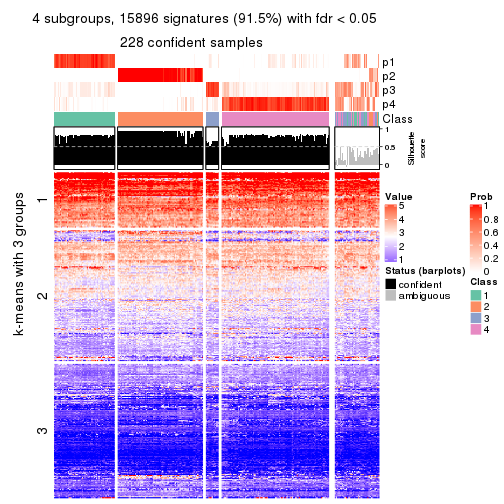 4 subgroups, 15896 signatures (91.5%) with fdr < 0.05
228 confident samples
p1
p2
p3
p4
Class
1
0.5
0
Silhouette
score
k-means with 3 groups
1
2
3
Value
5
4
3
2
1
Status (barplots)
confident
ambiguous
Prob
1
0.8
0.6
0.4
0.2
0
Class
1
2
3
4